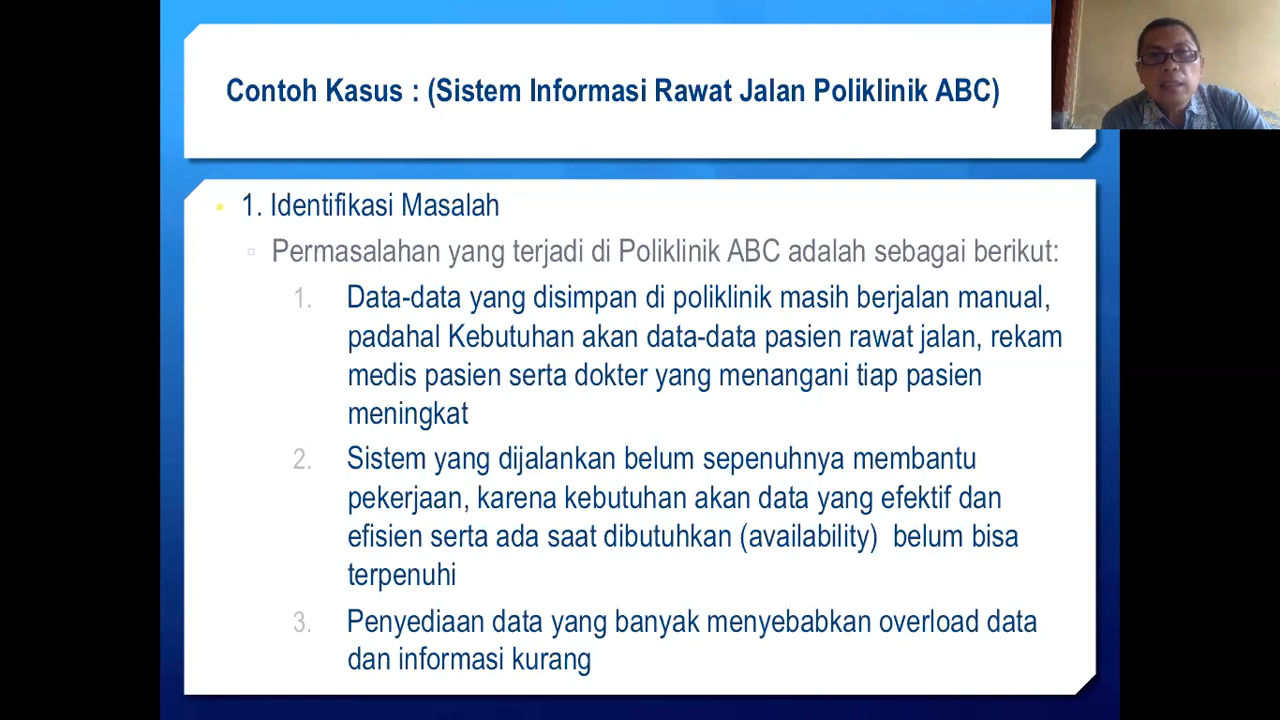 Contoh Kasus : (Sistem Informasi Rawat Jalan Poliklinik ABC)
1. Identifikasi Masalah
Permasalahan yang terjadi di Poliklinik ABC adalah sebagai berikut:
1. Data-data yang disimpan di poliklinik masih berjalan manual,
padahal Kebutuhan akan data-data pasien rawat jalan, rekam
medis pasien serta dokter yang menangani tiap pasien
meningkat
2. Sistem yang dijalankan belum sepenuhnya membantu
pekerjaan, karena kebutuhan akan data yang efektif dan
efisien serta ada saat dibutuhkan (availability) belum bisa
terpenuhi
3. Penyediaan data yang banyak menyebabkan overload data
dan informasi kurang